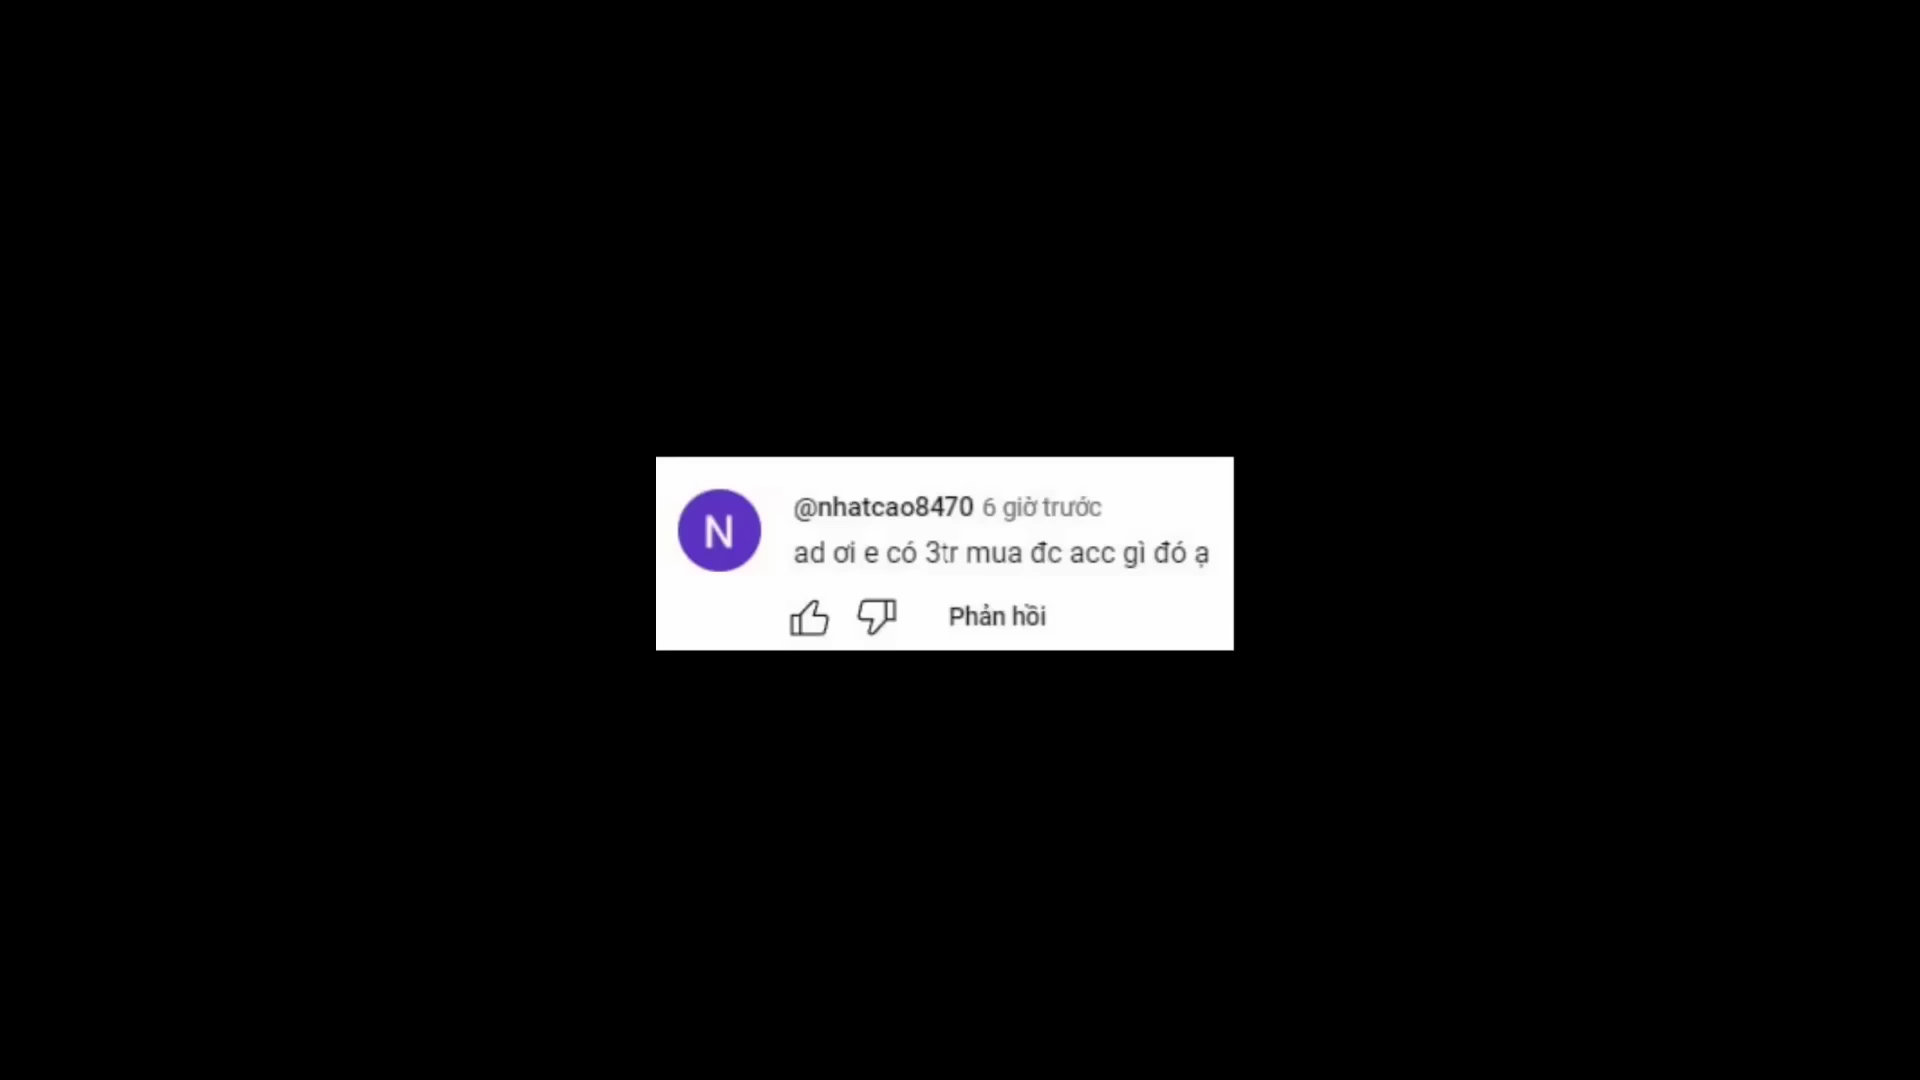 N
@nhatcao8470 6 giờ trước
ad ơi e có 3tr mua đc acc gì đó ạ
Phản hồi